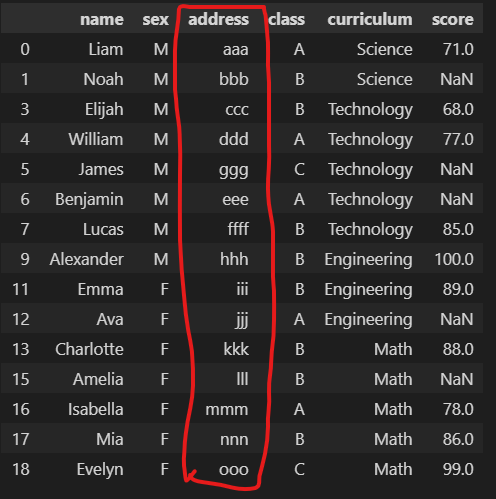 name sex address class curriculum score
0 Liam M aaa A Science 71.0
1 Noah M bbb B Science NaN
3 Elijah M ccc B Technology 68.0
4 William M ddd A Technology 77.0
5 James M ggg C Technology NaN
6 Benjamin M eee A Technology NaN
7 Lucas M ffff B Technology 85.0
9 Alexander M hhh B Engineering 100.0
11 Emma F iii B Engineering 89.0
12 Ava F jjj A Engineering NaN
13 Charlotte F kkk B Math 88.0
15 Amelia F lll B Math NaN
16 Isabella F mmm A Math 78.0
17 Mia F nnn B Math 86.0
18 Evelyn F ooo C Math 99.0